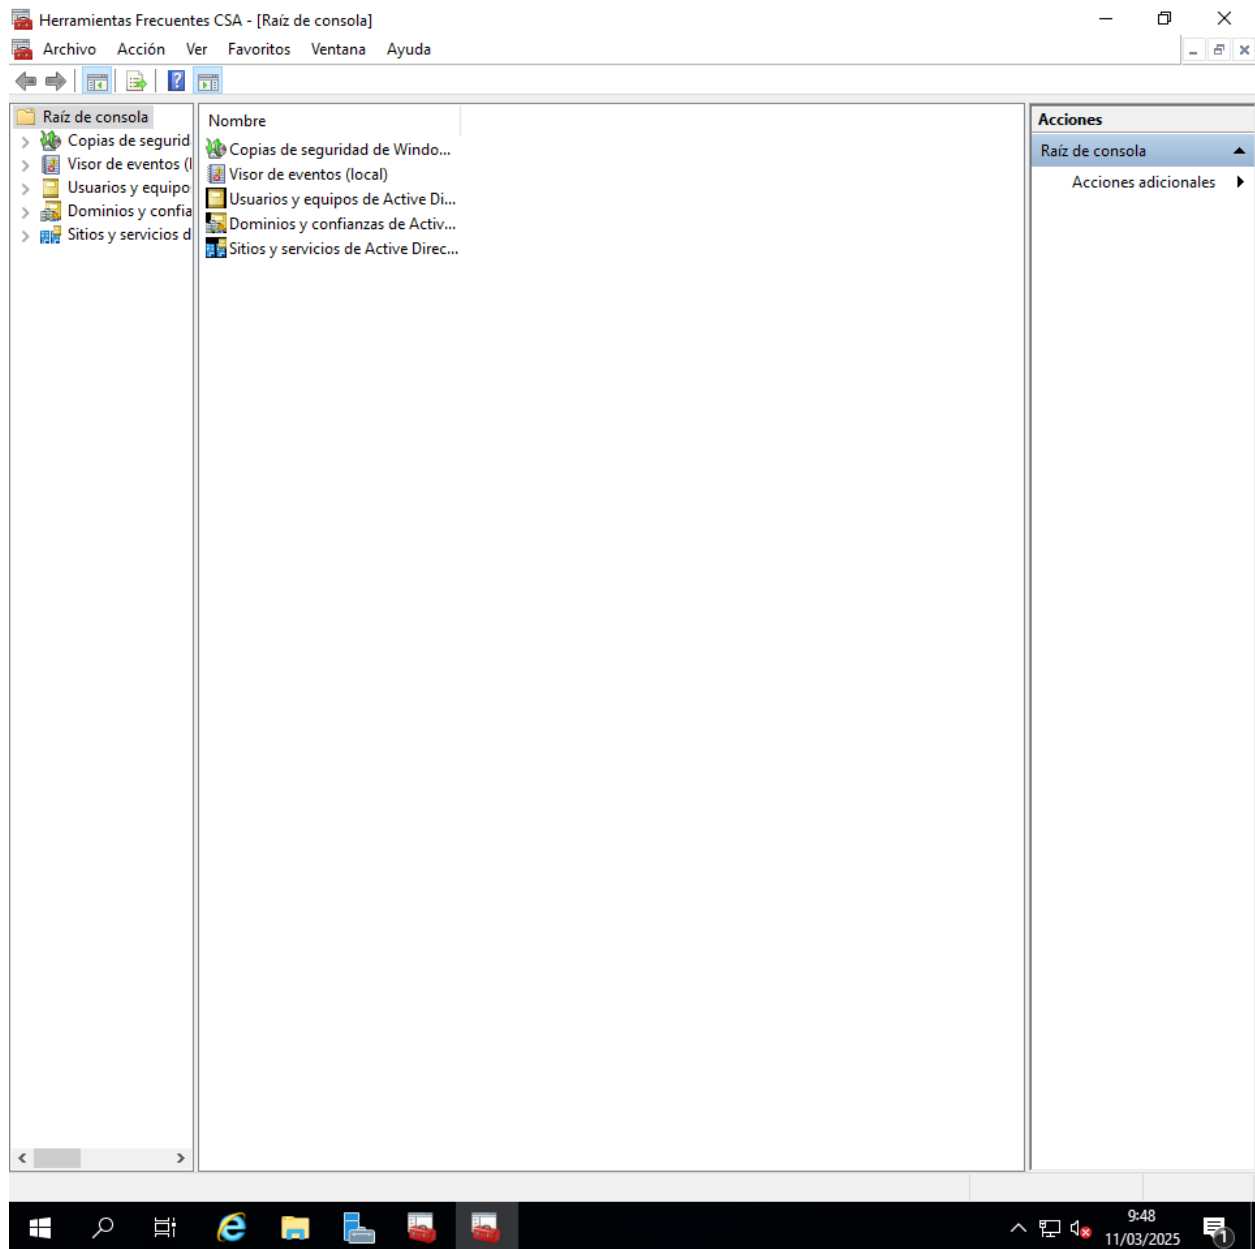 Herramientas Frecuentes CSA - [Raíz de consola]
Archivo Acción Ver Favoritos Ventana Ayuda
Raíz de consola
Copias de segurid
Visor de eventos (l
Usuarios y equipo
Dominios y confia
Sitios y servicios d
Nombre
Copias de seguridad de Windo...
Visor de eventos (local)
Usuarios y equipos de Active Di...
Dominios y confianzas de Activ...
Sitios y servicios de Active Direc...
Acciones
Raíz de consola
Acciones adicionales
9:48
11/03/2025
1